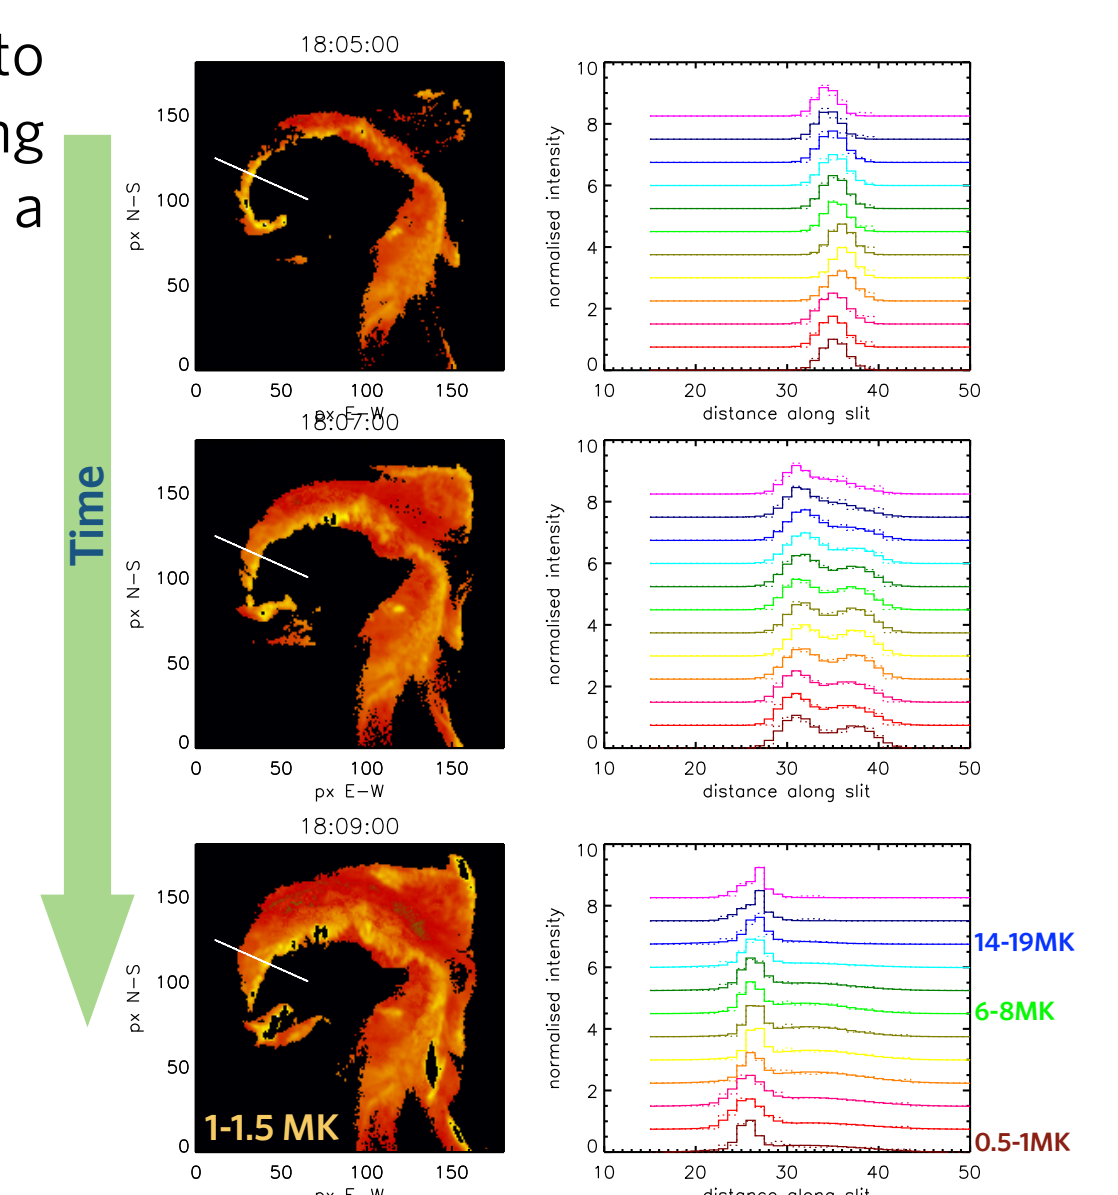 to
ng
a
Time
18:05:00
150
100
50
0
px N-S
0 50 100 150
px E-W
10
8
6
4
2
0
normalised intensity
10 20 30 40 50
distance along slit
18:07:00
150
100
50
0
px N-S
0 50 100 150
px E-W
10
8
6
4
2
0
normalised intensity
10 20 30 40 50
distance along slit
18:09:00
150
100
50
0
px N-S
1-1.5 MK
0 50 100 150
px E-W
10
8
6
4
2
0
normalised intensity
14-19MK
6-8MK
0.5-1MK
10 20 30 40 50
distance along slit